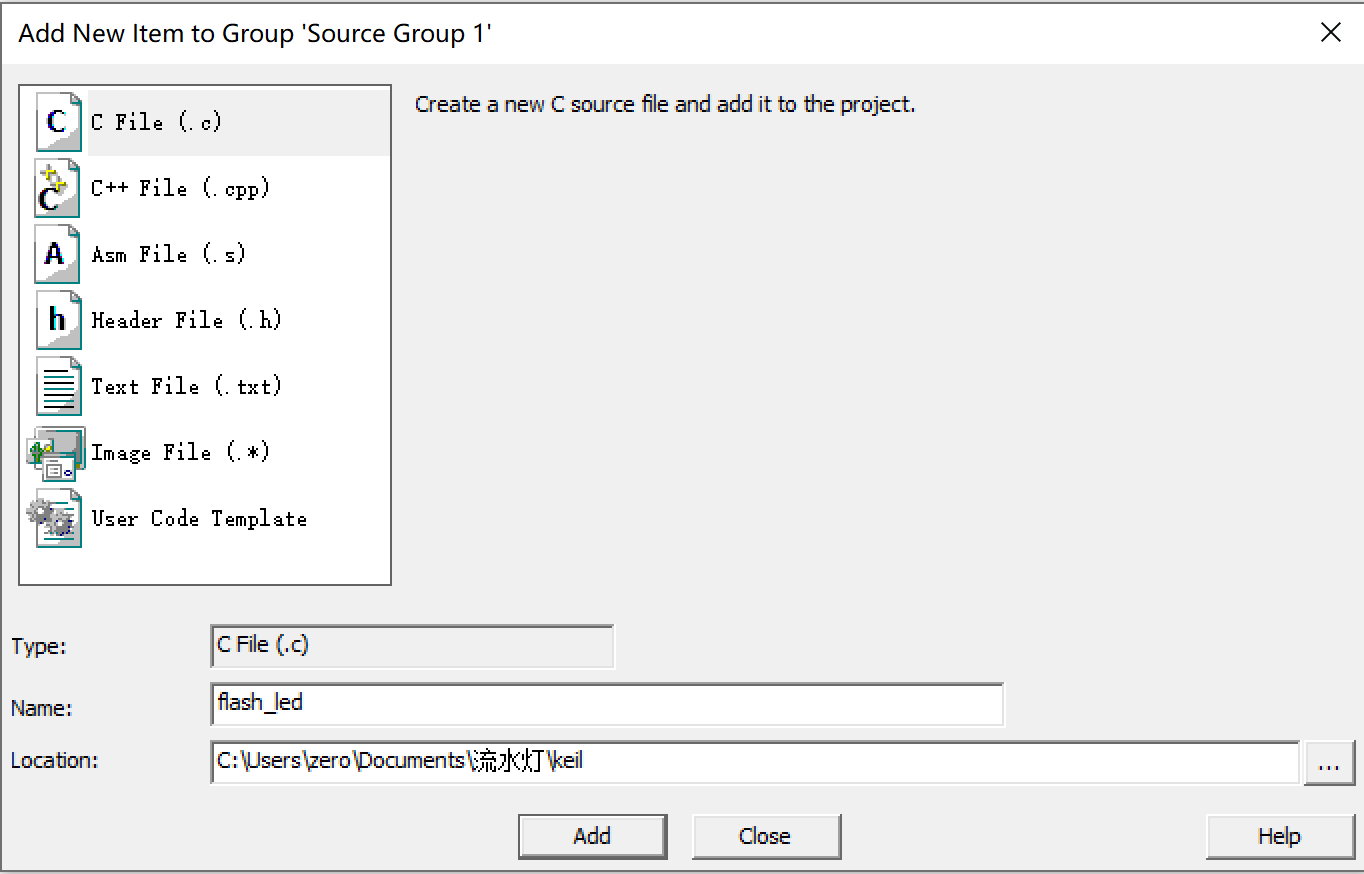 Add New Item to Group 'Source Group 1'
C File (.c)
Create a new C source file and add it to the project.
C++ File (.cpp)
Asm File (.s)
Header File (.h)
Text File (.txt)
Image File (.*)
User Code Template
Type:
C File (.c)
Name:
flash_led
Location:
C:\Users\zero\Documents\流水灯\keil
...
Add
Close
Help